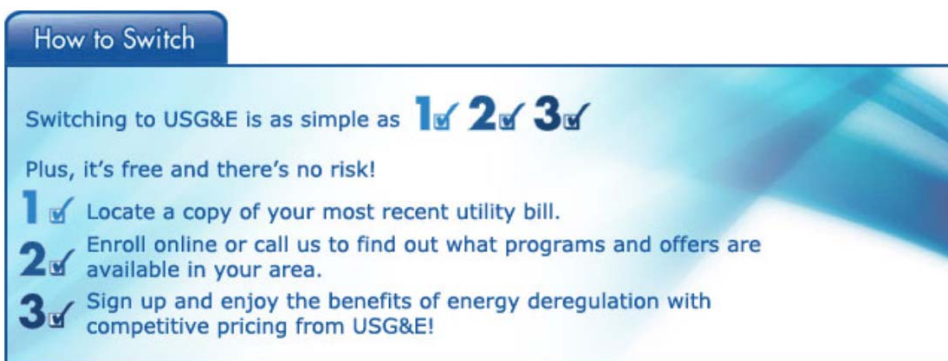 How to Switch
Switching to USG&E is as simple as 1 2 3
Plus, it's free and there's no risk!
1 Locate a copy of your most recent utility bill.
2 Enroll online or call us to find out what programs and offers are
available in your area.
3 Sign up and enjoy the benefits of energy deregulation with
competitive pricing from USG&E!